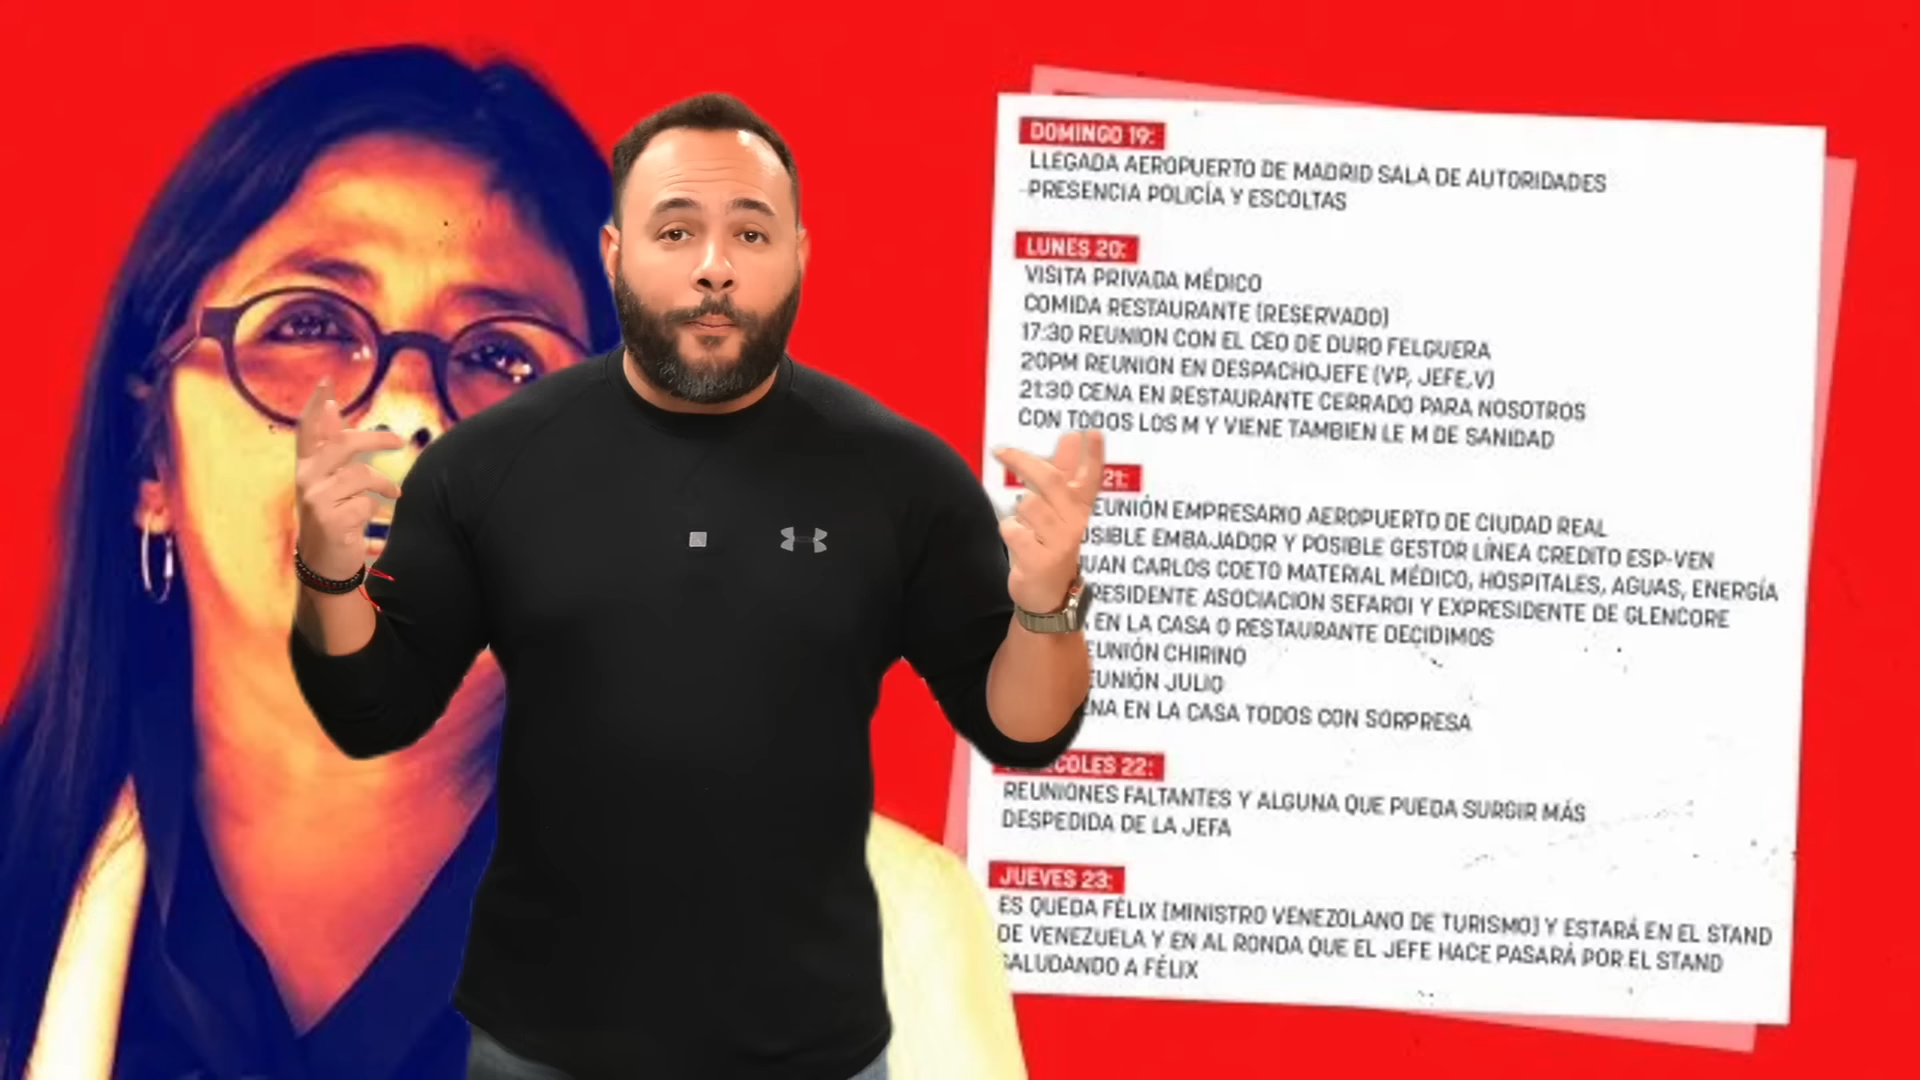 DOMINGO 19:
LLEGADA AEROPUERTO DE MADRID SALA DE AUTORIDADES
-PRESENCIA POLICÍA Y ESCOLTAS
LUNES 20:
VISITA PRIVADA MÉDICO
COMIDA RESTAURANTE (RESERVADO)
17:30 REUNION CON EL CEO DE DURO FELGUERA
20PM REUNION EN DESPACHOJEFE (VP, JEFE,V)
21:30 CENA EN RESTAURANTE CERRADO PARA NOSOTROS
CON TODOS LOS M Y VIENE TAMBIEN LE M DE SANIDAD
21:
EUNIÓN EMPRESARIO AEROPUERTO DE CIUDAD REAL
OSIBLE EMBAJADOR Y POSIBLE GESTOR LÍNEA CREDITO ESP-VEN
JUAN CARLOS COETO MATERIAL MÉDICO, HOSPITALES, AGUAS, ENERGÍA
RESIDENTE ASOCIACION SEFARDI Y EXPRESIDENTE DE GLENCORE
EN LA CASA O RESTAURANTE DECIDIMOS
EUNIÓN CHIRINO
EUNIÓN JULIO
ENA EN LA CASA TODOS CON SORPRESA
COLES 22:
REUNIONES FALTANTES Y ALGUNA QUE PUEDA SURGIR MÁS
DESPEDIDA DE LA JEFA
JUEVES 23:
ES QUEDA FÉLIX (MINISTRO VENEZOLANO DE TURISMO) Y ESTARÁ EN EL STAND
DE VENEZUELA Y EN AL RONDA QUE EL JEFE HACE PASARÁ POR EL STAND
SALUDANDO A FÉLIX